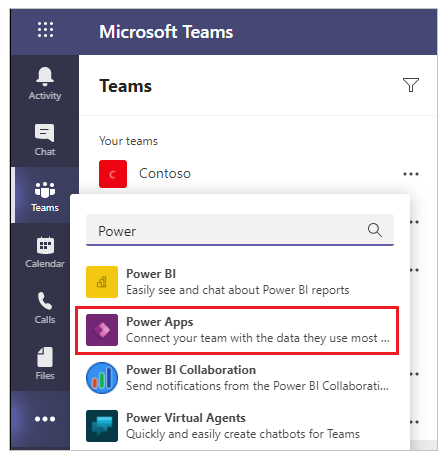 Microsoft Teams
Activity
Chat
Teams
Calendar
Calls
Files
Teams
Your teams
C
Contoso
Power
Power BI
Easily see and chat about Power BI reports
Power Apps
Connect your team with the data they use most ...
Power BI Collaboration
Send notifications from the Power BI Collaborati...
Power Virtual Agents
Quickly and easily create chatbots for Teams